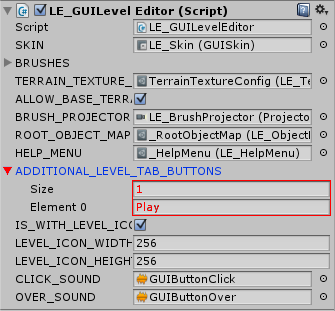 LE_GUILevel Editor (Script)
Script LE_GUILevelEditor
SKIN LE_Skin (GUISkin)
BRUSHES
TERRAIN_TEXTURE_ TerrainTextureConfig (LE_Te
ALLOW_BASE_TERRA
BRUSH_PROJECTOR LE_BrushProjector (Projecto
ROOT_OBJECT_MAP _RootObjectMap (LE_Object
HELP_MENU _HelpMenu (LE_HelpMenu)
ADDITIONAL_LEVEL_TAB_BUTTONS
Size 1
Element 0 Play
IS_WITH_LEVEL_ICO
LEVEL_ICON_WIDTH 256
LEVEL_ICON_HEIGH 256
CLICK_SOUND GUIButtonClick
OVER_SOUND GUIButtonOver